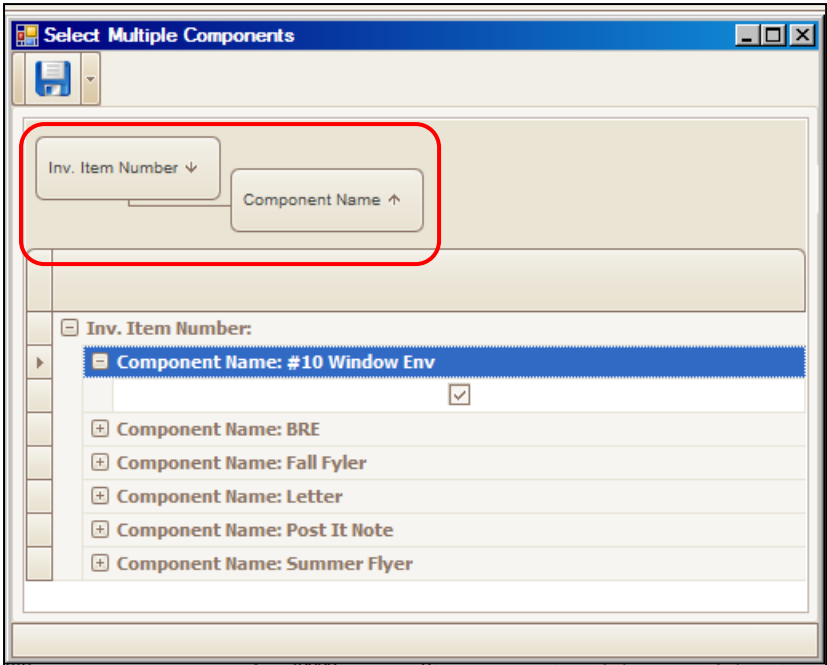 Select Multiple Components
Inv. Item Number ↓
Component Name ↑
Inv. Item Number:
Component Name: #10 Window Env
Component Name: BRE
Component Name: Fall Fyler
Component Name: Letter
Component Name: Post It Note
Component Name: Summer Flyer